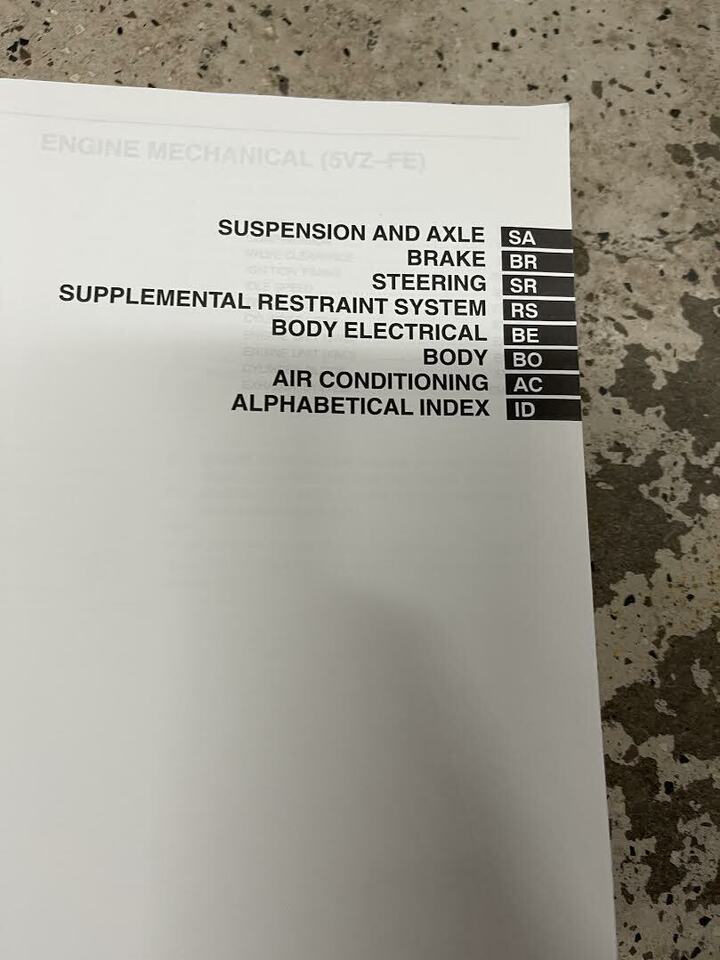 ENGINE MECHANICAL (5VZ–FE)
SUSPENSION AND AXLE SA
BRAKE BR
STEERING SR
SUPPLEMENTAL RESTRAINT SYSTEM RS
BODY ELECTRICAL BE
BODY BO
AIR CONDITIONING AC
ALPHABETICAL INDEX ID